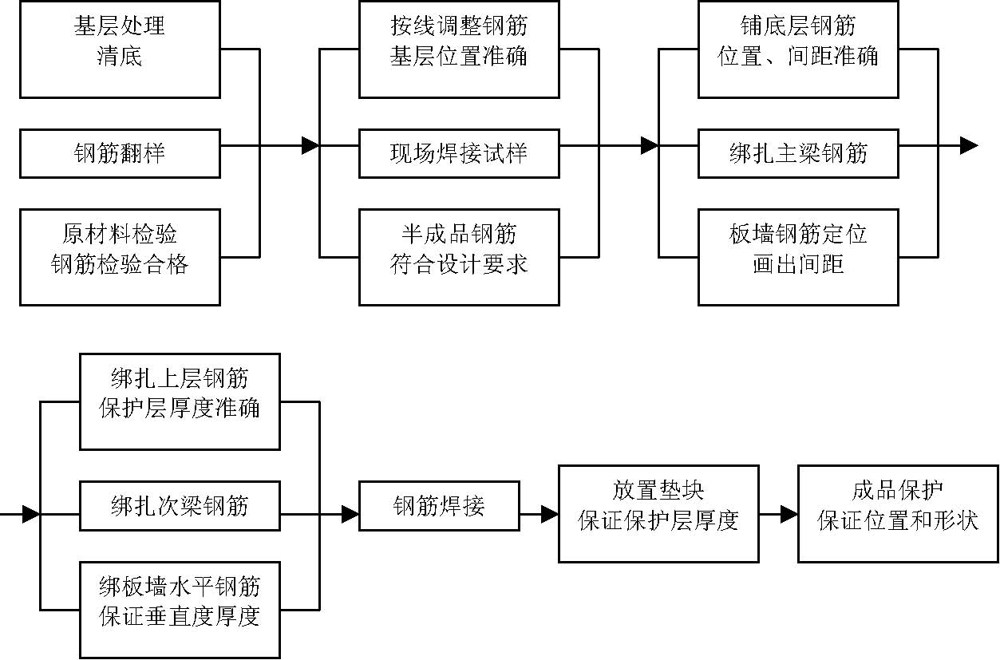 基层处理
清底
钢筋翻样
原材料检验
钢筋检验合格
按线调整钢筋
基层位置准确
现场焊接试样
半成品钢筋
符合设计要求
铺底层钢筋
位置、间距准确
绑扎主梁钢筋
板墙钢筋定位
画出间距
绑扎上层钢筋
保护层厚度准确
绑扎次梁钢筋
绑板墙水平钢筋
保证垂直度厚度
钢筋焊接
放置垫块
保证保护层厚度
成品保护
保证位置和形状